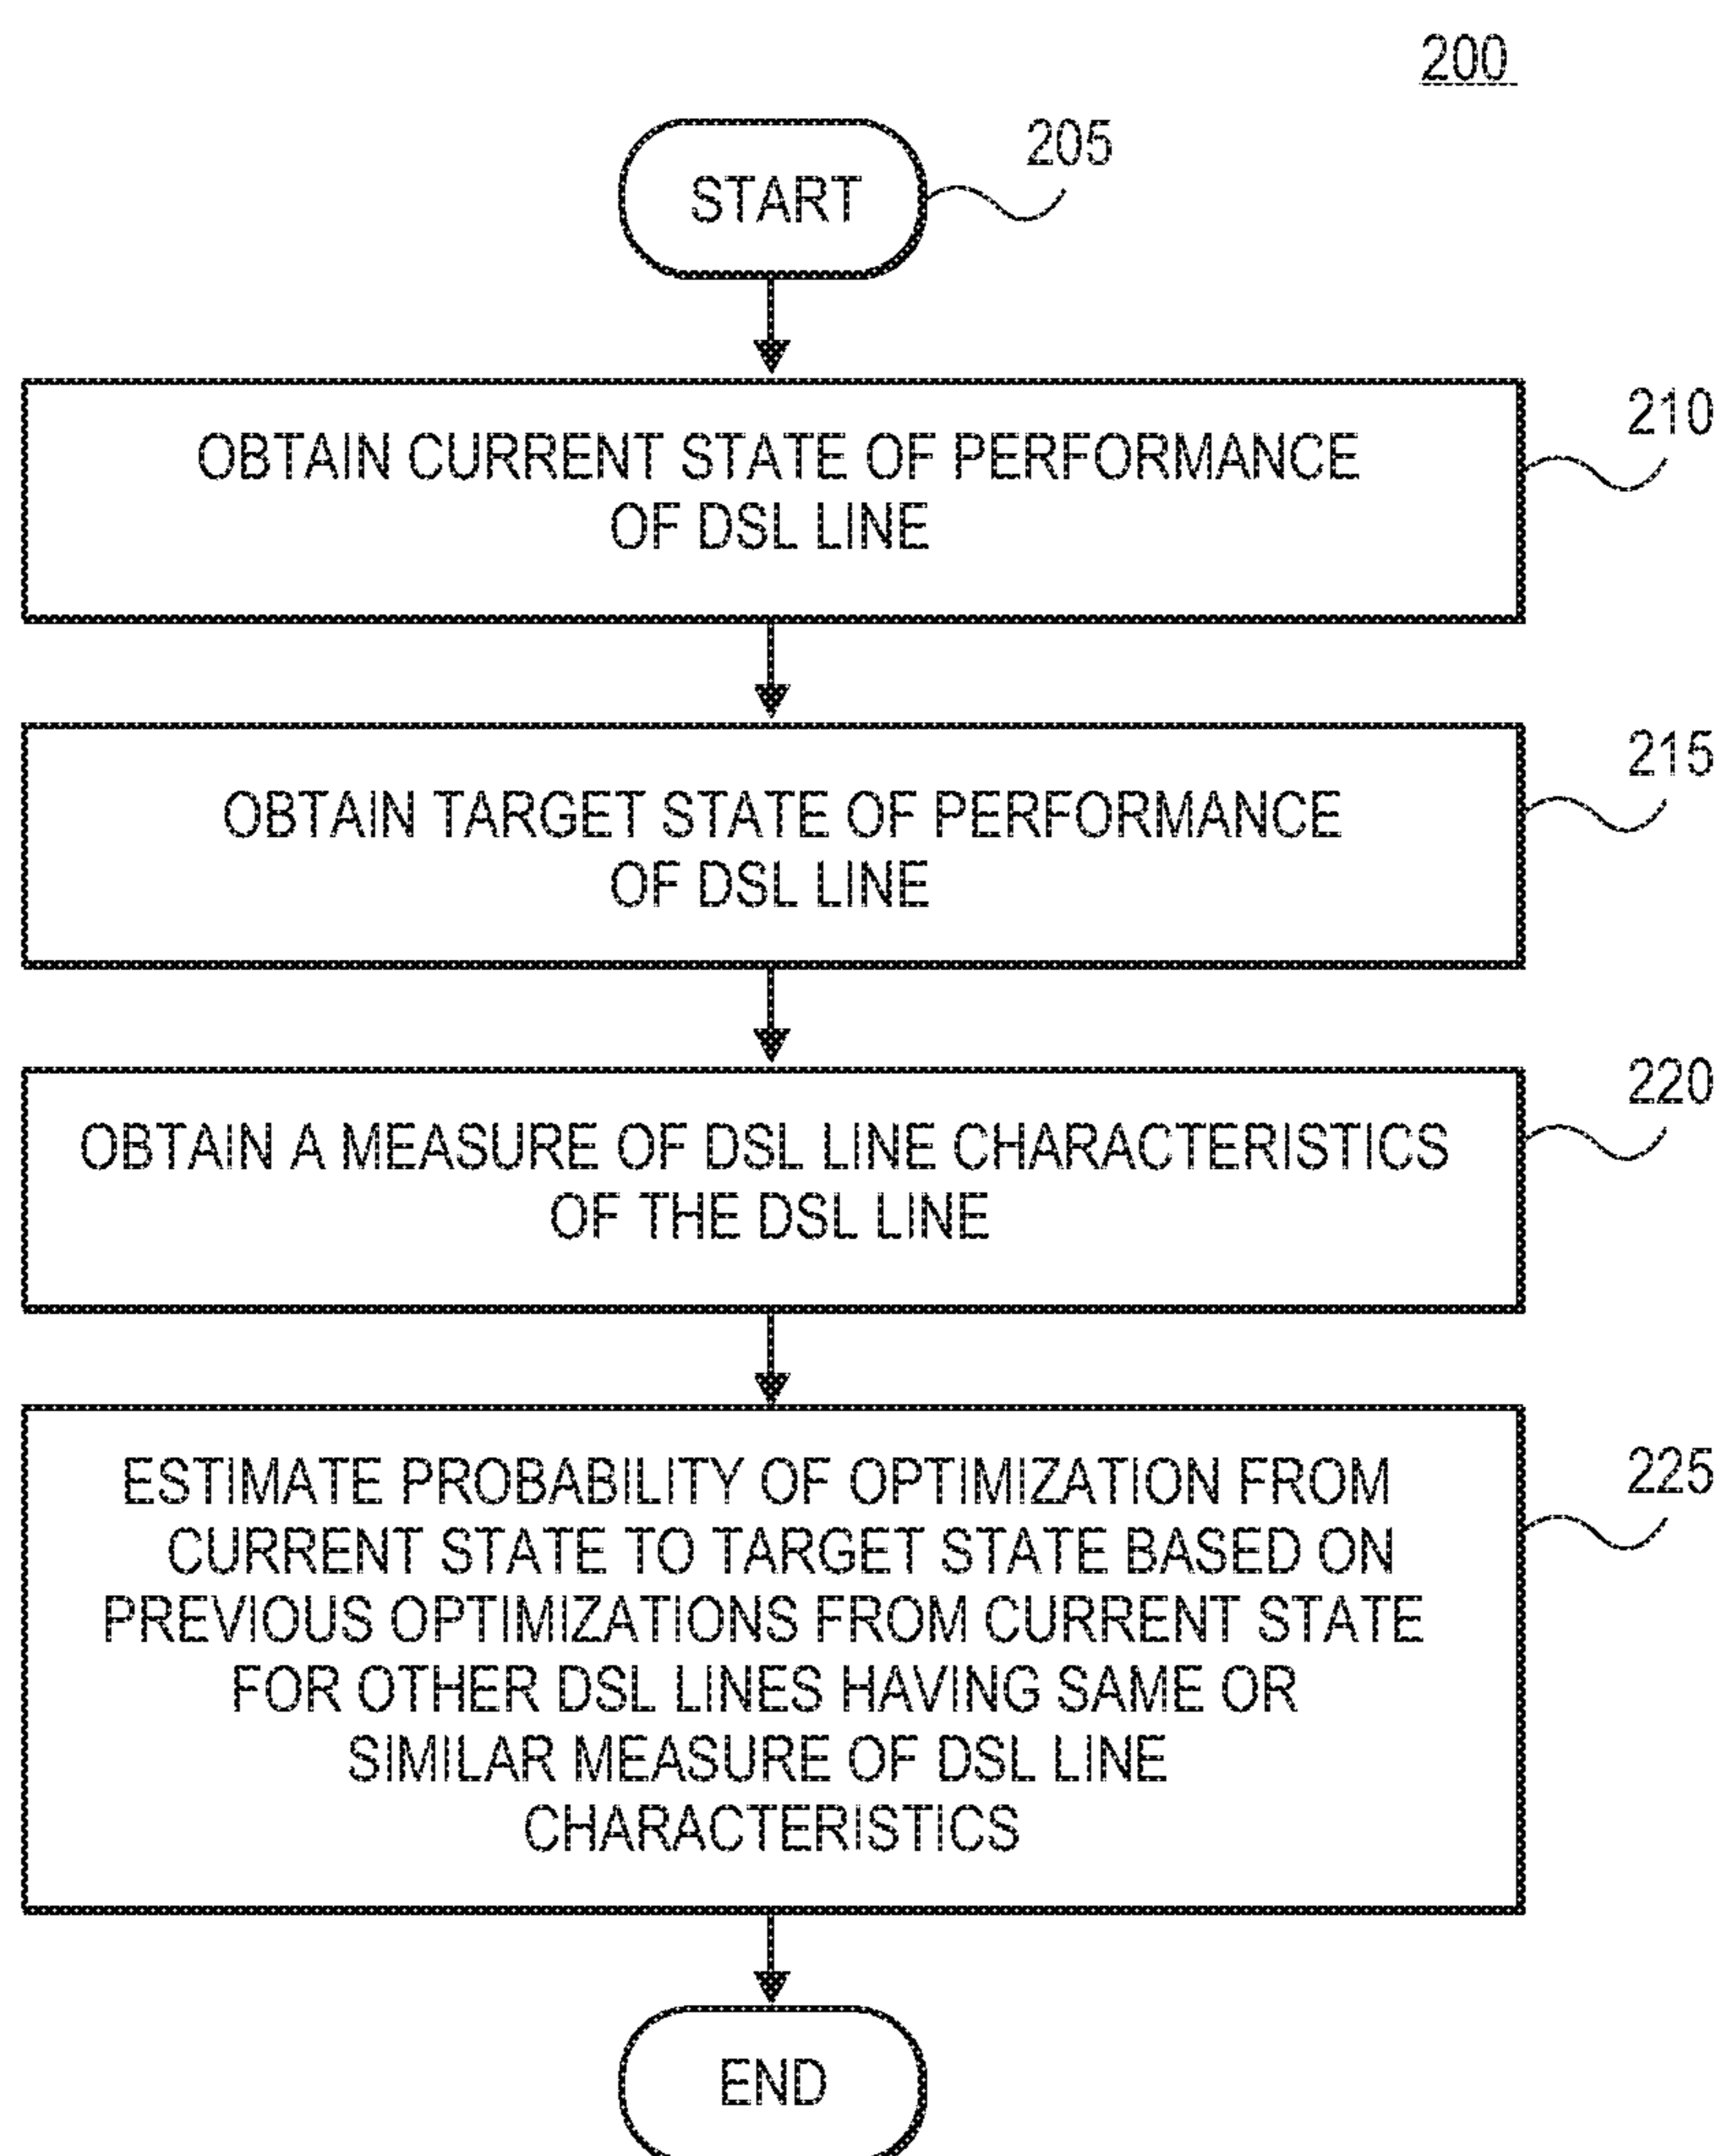 200
START
205
OBTAIN CURRENT STATE OF PERFORMANCE
OF DSL LINE
210
OBTAIN TARGET STATE OF PERFORMANCE
OF DSL LINE
215
OBTAIN A MEASURE OF DSL LINE CHARACTERISTICS
OF THE DSL LINE
220
ESTIMATE PROBABILITY OF OPTIMIZATION FROM
CURRENT STATE TO TARGET STATE BASED ON
PREVIOUS OPTIMIZATIONS FROM CURRENT STATE
FOR OTHER DSL LINES HAVING SAME OR
SIMILAR MEASURE OF DSL LINE
CHARACTERISTICS
225
END